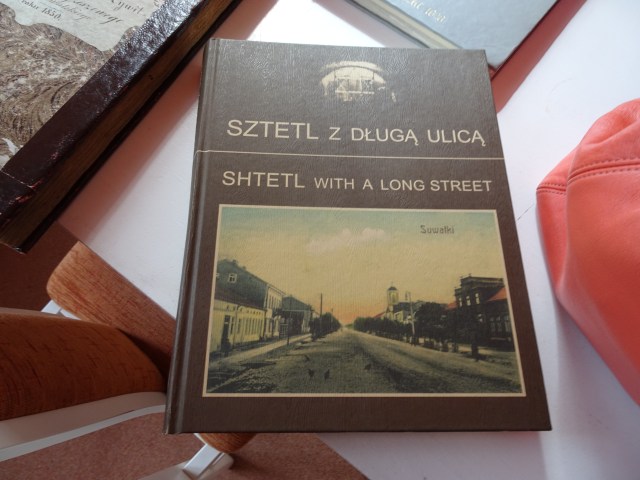 SZTETL Z DŁUGĄ ULICĄ
SHTETL WITH A LONG STREET
Suwałki